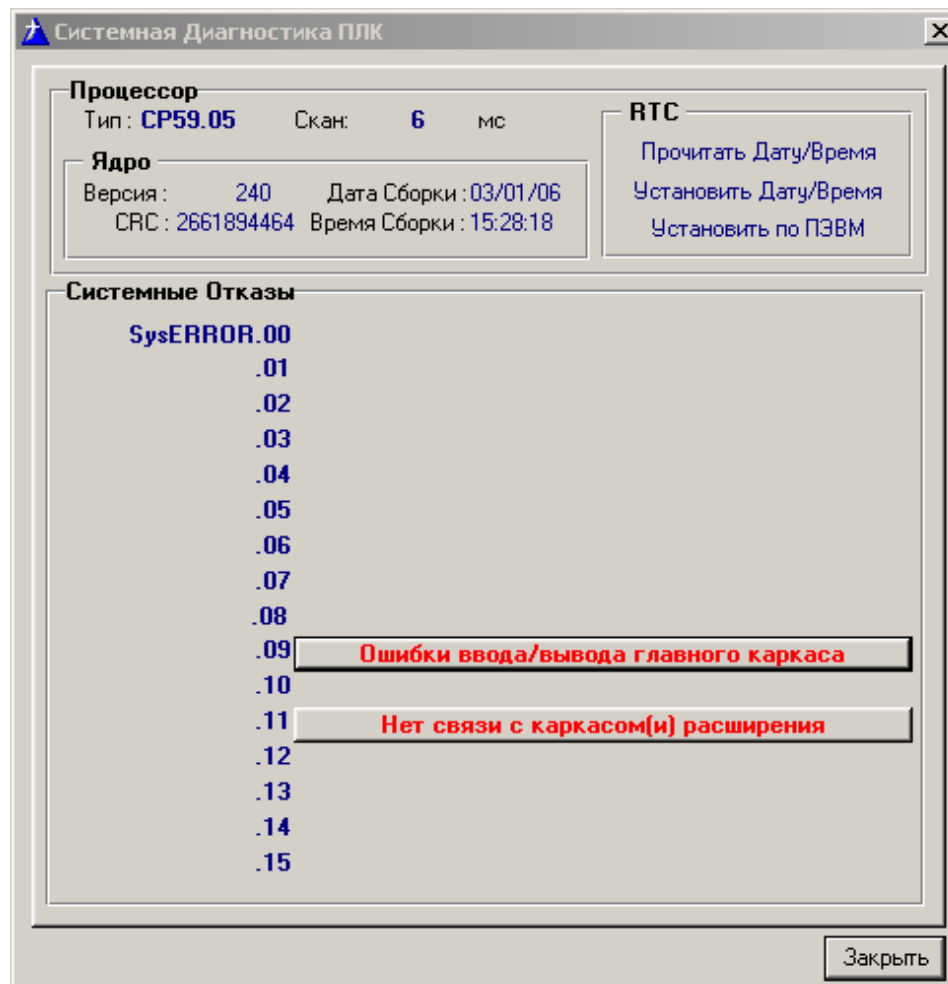 Системная Диагностика ПЛК
Процессор
Тип : CP59.05 Скан: 6 мс
Ядро
Версия : 240 Дата Сборки : 03/01/06
CRC : 2661894464 Время Сборки : 15:28:18
RTC
Прочитать Дату/Время
Установить Дату/Время
Установить по ПЭВМ
Системные Отказы
SysERROR.00
.01
.02
.03
.04
.05
.06
.07
.08
.09 Ошибки ввода/вывода главного каркаса
.10
.11 Нет связи с каркасом(и) расширения
.12
.13
.14
.15
Закрыть